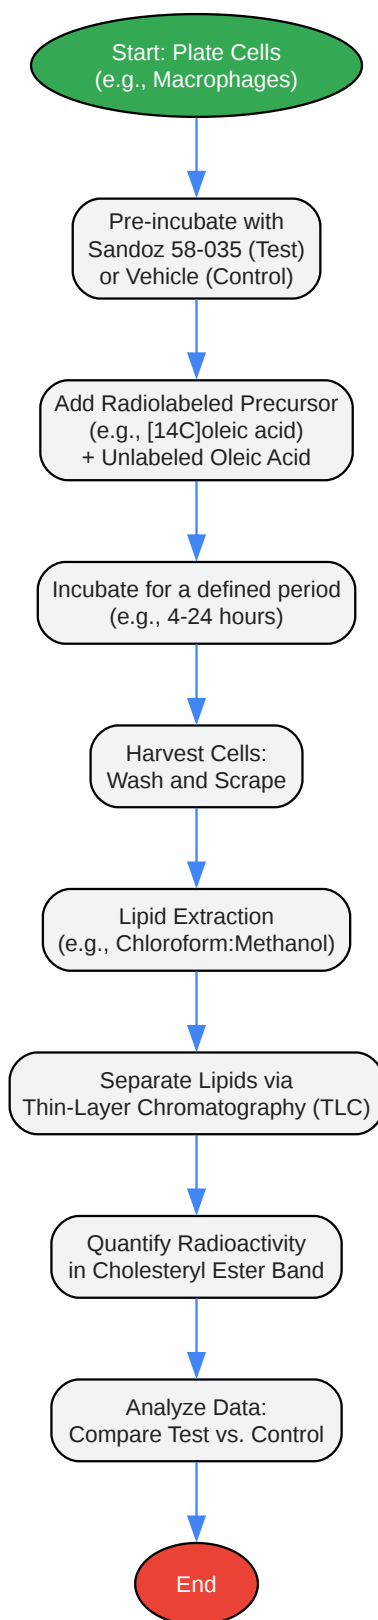 Start: Plate Cells
(e.g., Macrophages)
Pre-incubate with
Sandoz 58-035 (Test)
or Vehicle (Control)
Add Radiolabeled Precursor
(e.g., [14C]oleic acid)
+ Unlabeled Oleic Acid
Incubate for a defined period
(e.g., 4-24 hours)
Harvest Cells:
Wash and Scrape
Lipid Extraction
(e.g., Chloroform:Methanol)
Separate Lipids via
Thin-Layer Chromatography (TLC)
Quantify Radioactivity
in Cholesteryl Ester Band
Analyze Data:
Compare Test vs. Control
End